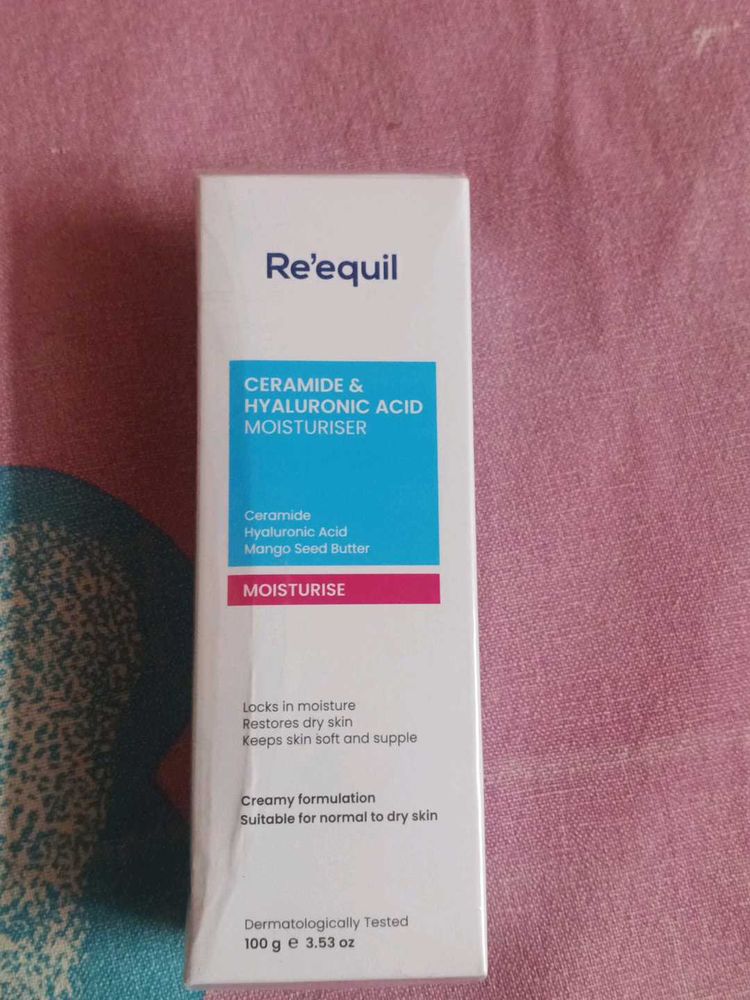 Re'equil
CERAMIDE &
HYALURONIC ACID
MOISTURISER
Ceramide
Hyaluronic Acid
Mango Seed Butter
MOISTURISE
Locks in moisture
Restores dry skin
Keeps skin soft and supple
Creamy formulation
Suitable for normal to dry skin
Dermatologically Tested
100 g ℮ 3.53 oz